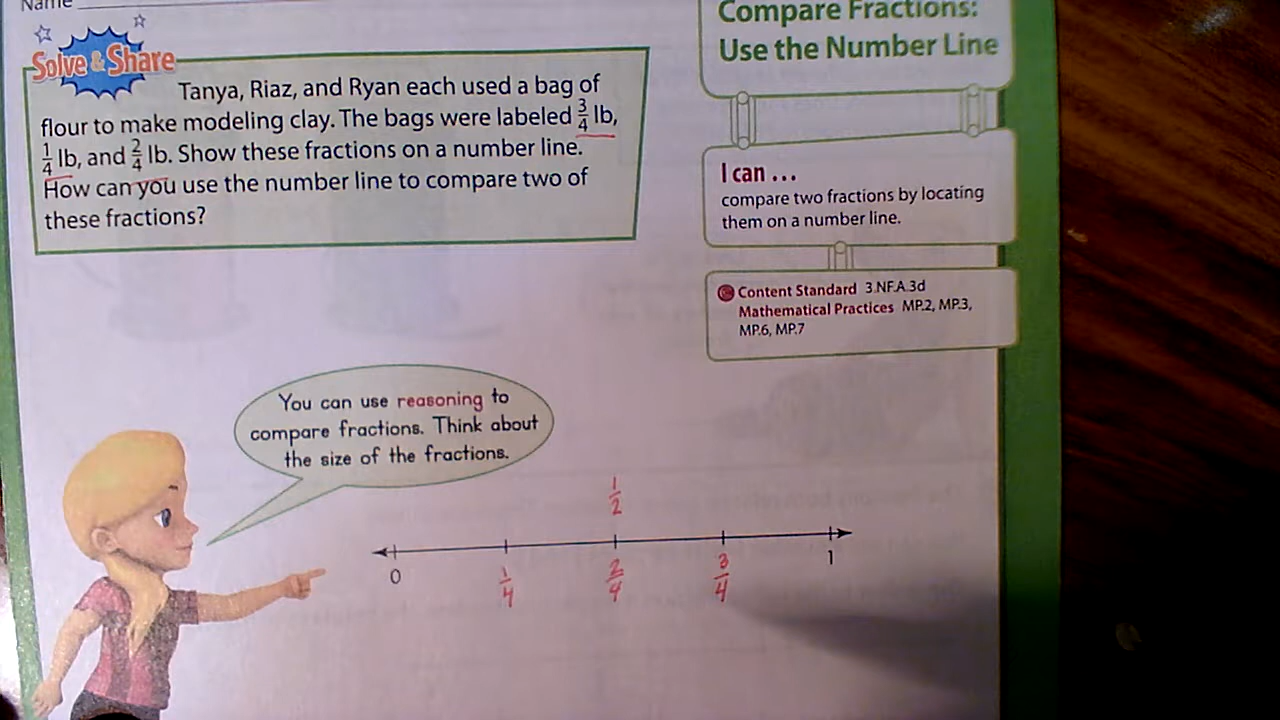 Name
Compare Fractions:
Use the Number Line
Solve & Share
Tanya, Riaz, and Ryan each used a bag of
flour to make modeling clay. The bags were labeled 3/4 lb,
1/4 lb, and 2/4 lb. Show these fractions on a number line.
How can you use the number line to compare two of
these fractions?
I can ...
compare two fractions by locating
them on a number line.
Content Standard 3.NF.A.3d
Mathematical Practices MP.2, MP.3,
MP.6, MP.7
You can use reasoning to
compare fractions. Think about
the size of the fractions.
1/2
0 1/4 2/4 3/4 1